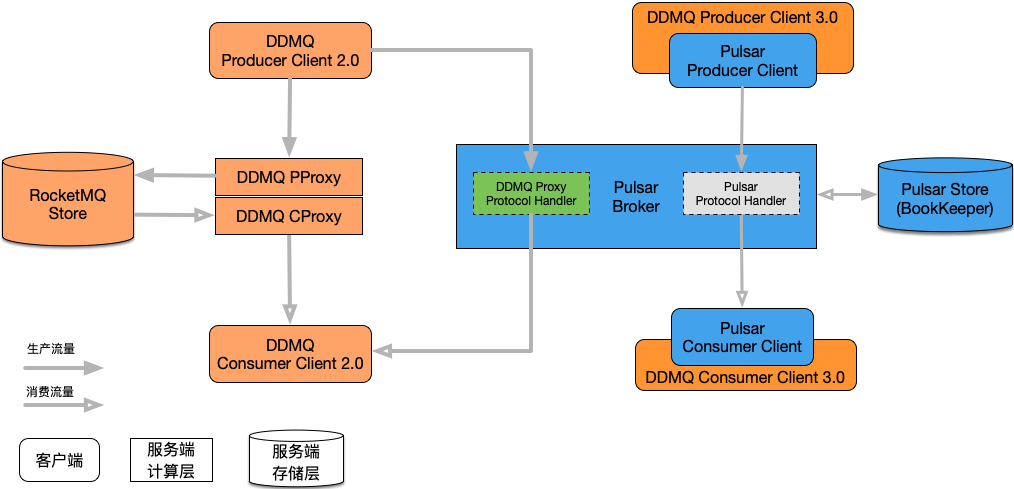 DDMQ
Producer Client 2.0
DDMQ Producer Client 3.0
Pulsar
Producer Client
RocketMQ
Store
DDMQ PProxy
DDMQ CProxy
DDMQ Proxy
Protocol Handler
Pulsar
Broker
Pulsar
Protocol Handler
Pulsar Store
(BookKeeper)
DDMQ
Consumer Client 2.0
Pulsar
Consumer Client
DDMQ Consumer Client 3.0
生产流量
消费流量
客户端
服务端
计算层
服务端
存储层